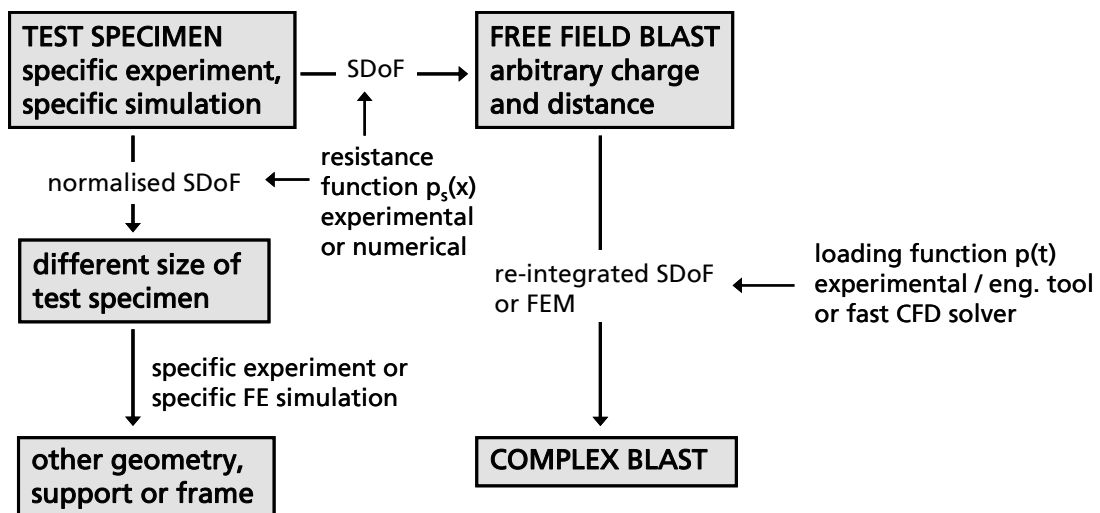 TEST SPECIMEN
specific experiment,
specific simulation
SDoF
FREE FIELD BLAST
arbitrary charge
and distance
normalised SDoF
resistance
function pₛ(x)
experimental
or numerical
different size of
test specimen
re-integrated SDoF
or FEM
loading function p(t)
experimental / eng. tool
or fast CFD solver
specific experiment or
specific FE simulation
other geometry,
support or frame
COMPLEX BLAST